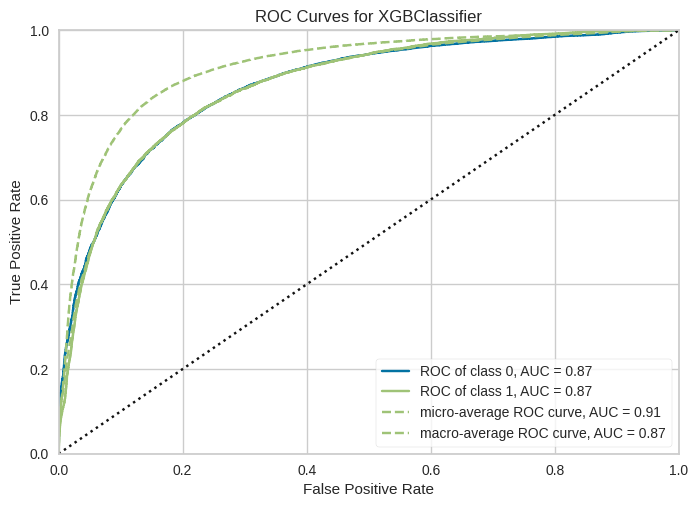 ROC Curves for XGBClassifier
1.0
0.8
0.6
0.4
0.2
0.0
True Positive Rate
ROC of class 0, AUC = 0.87
ROC of class 1, AUC = 0.87
micro-average ROC curve, AUC = 0.91
macro-average ROC curve, AUC = 0.87
0.0 0.2 0.4 0.6 0.8 1.0
False Positive Rate